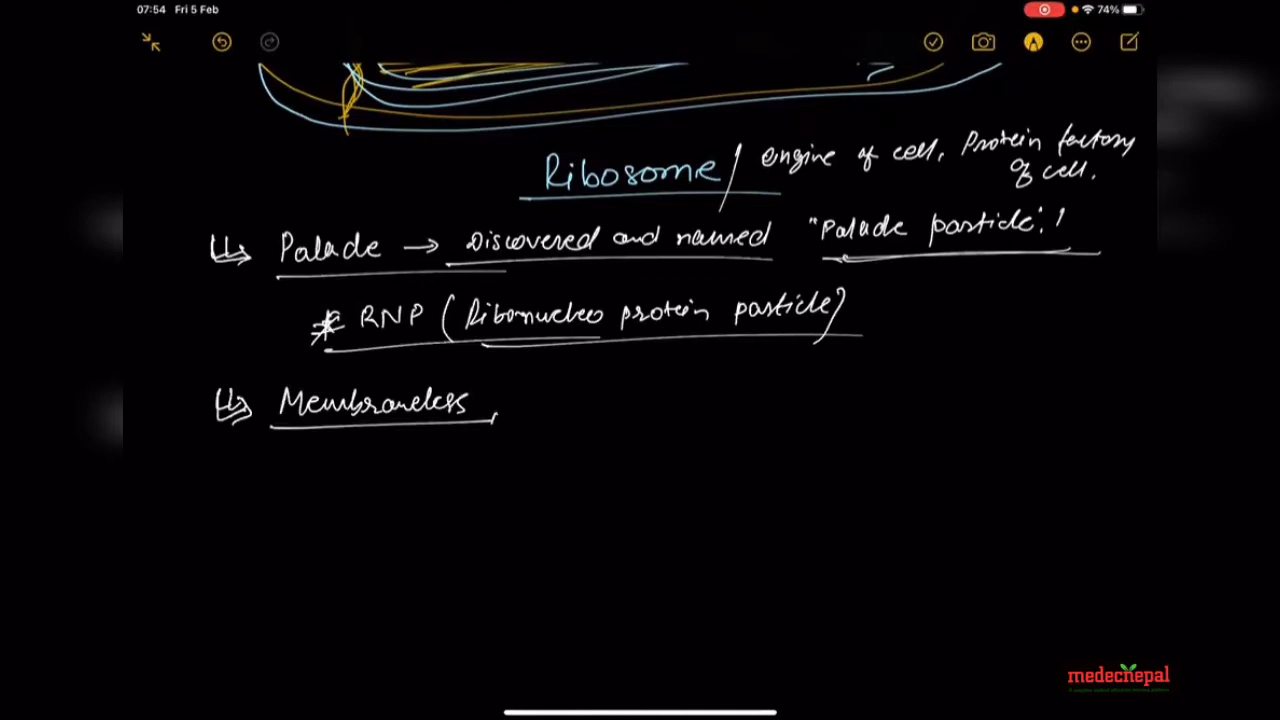 07:54 Fri 5 Feb
74%
Ribosome / engine of cell. Protein factory
of cell.
Palade → Discovered and named "Palade particle".
* RNP (Ribonucleo protein particle)
Membraneless
medecnepal